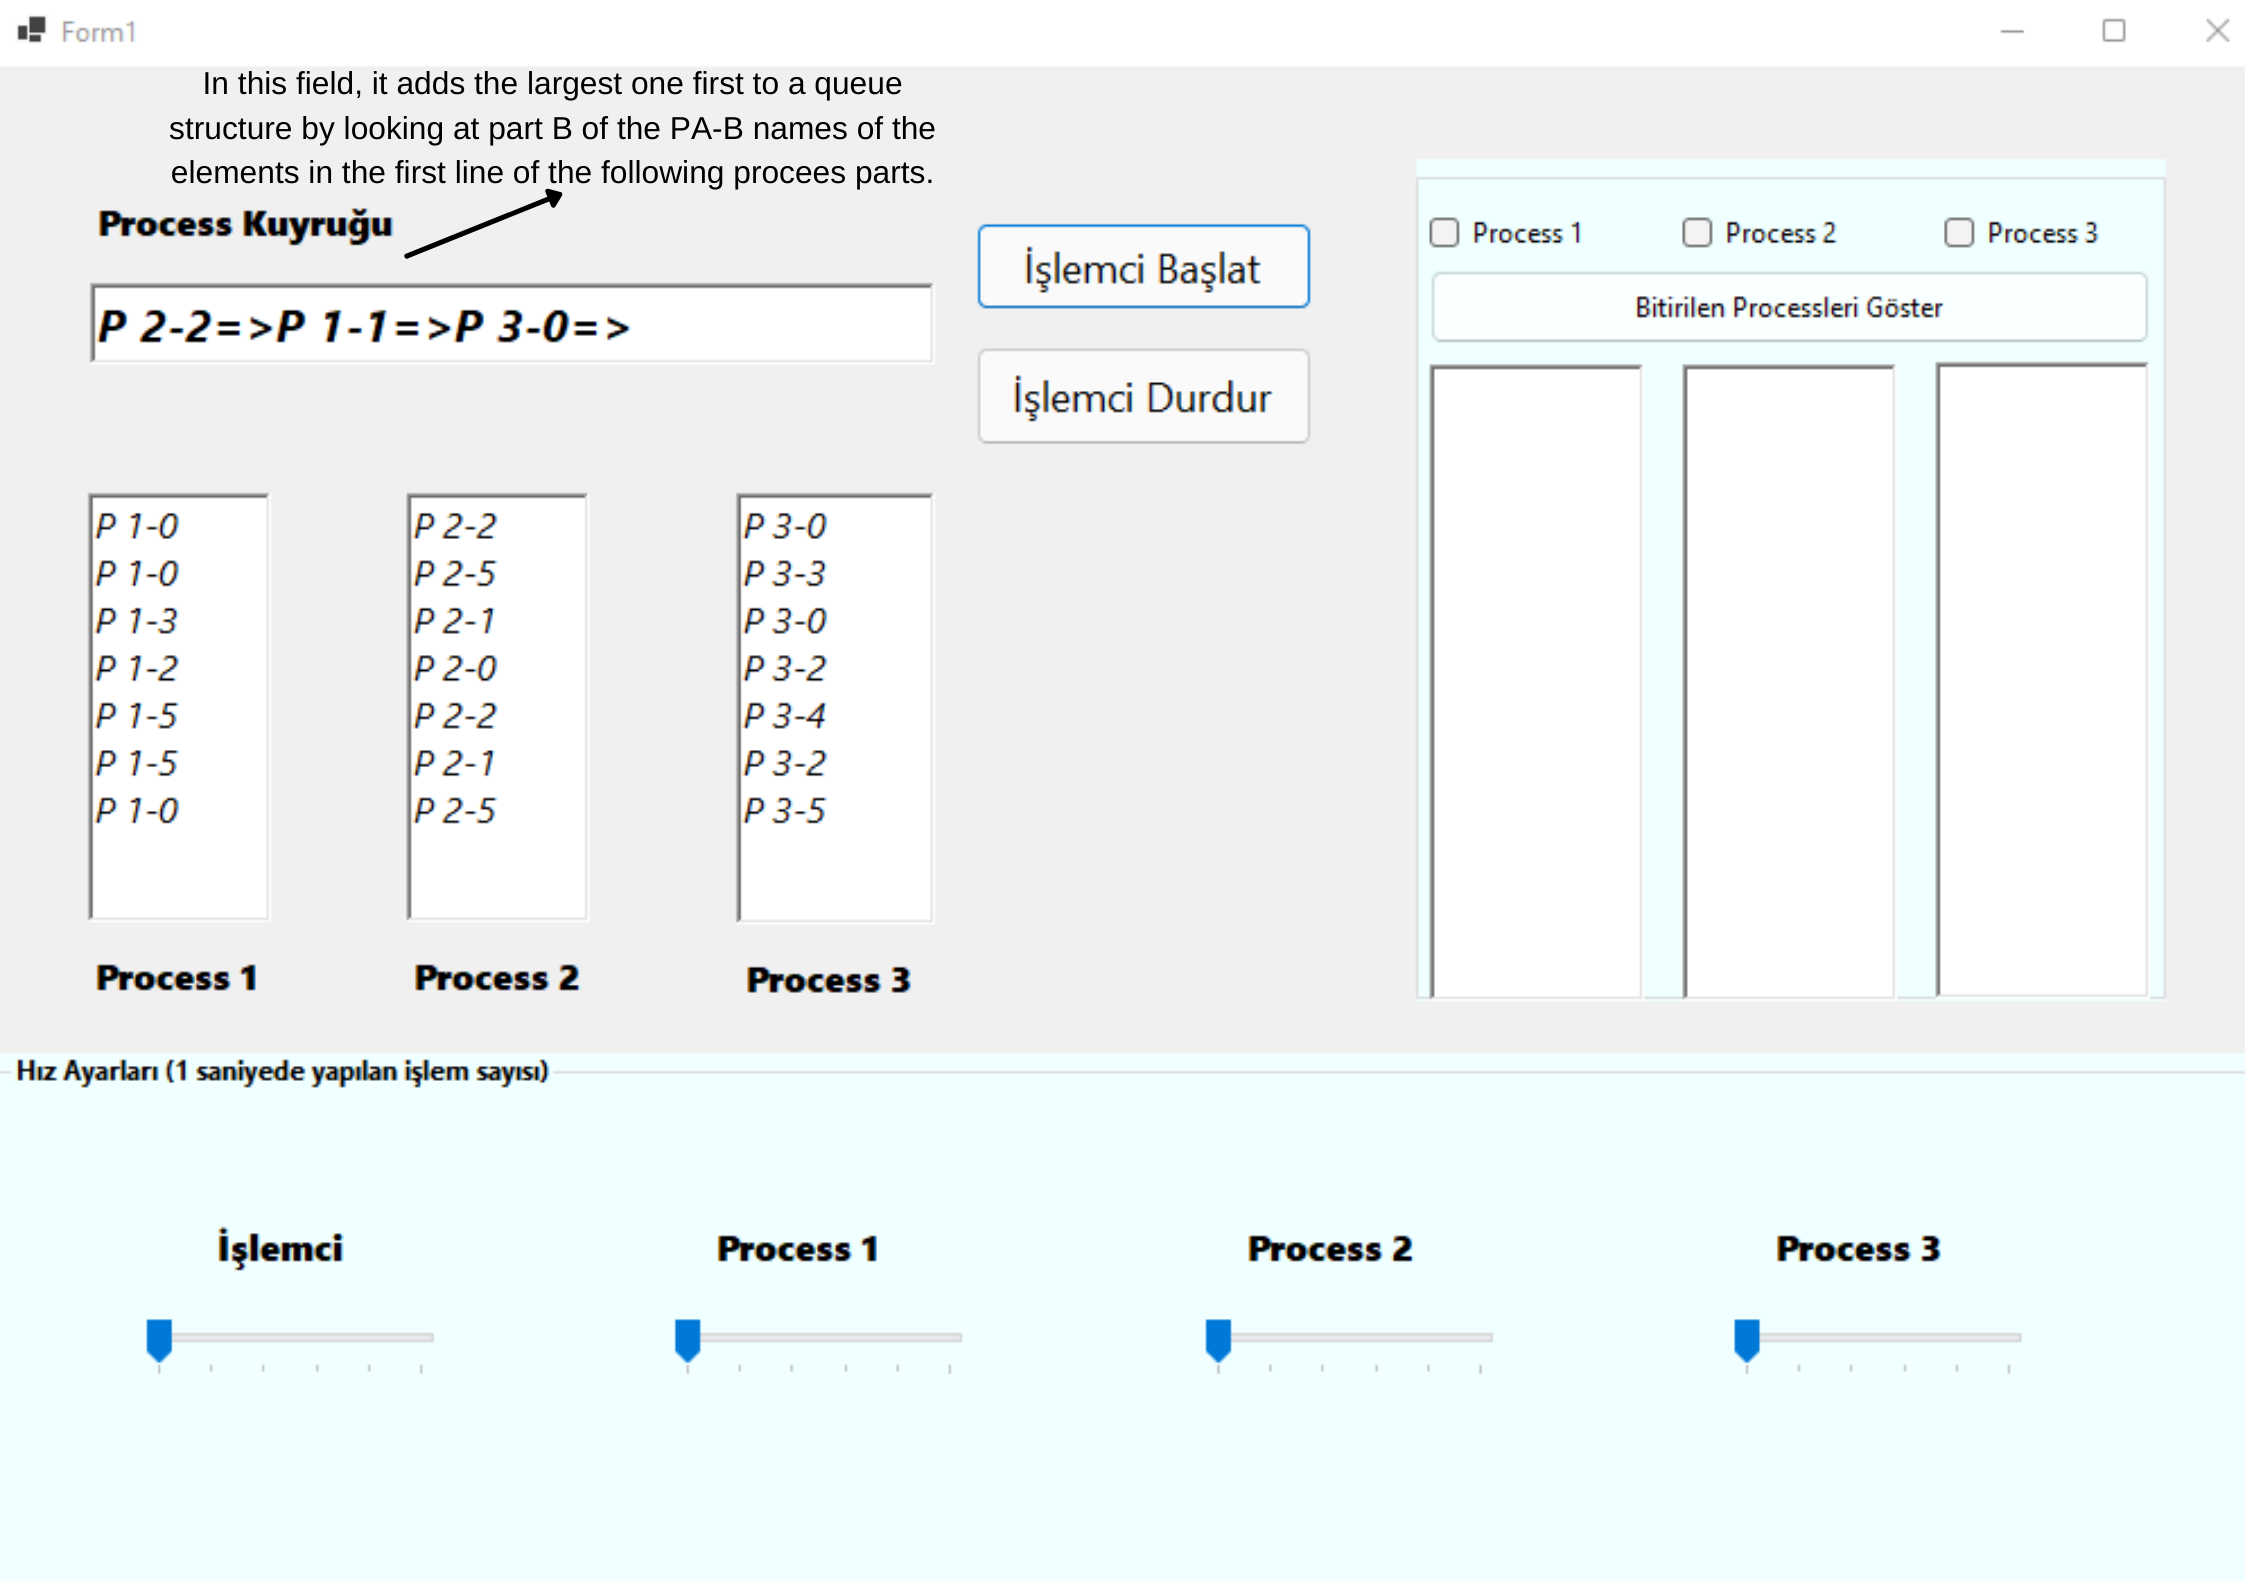 Form1
In this field, it adds the largest one first to a queue
structure by looking at part B of the PA-B names of the
elements in the first line of the following procees parts.
Process Kuyruğu
P 2-2=>P 1-1=>P 3-0=>
İşlemci Başlat
İşlemci Durdur
Process 1
Process 2
Process 3
Bitirilen Processleri Göster
P 1-0
P 1-0
P 1-3
P 1-2
P 1-5
P 1-5
P 1-0
Process 1
P 2-2
P 2-5
P 2-1
P 2-0
P 2-2
P 2-1
P 2-5
Process 2
P 3-0
P 3-3
P 3-0
P 3-2
P 3-4
P 3-2
P 3-5
Process 3
Hız Ayarları (1 saniyede yapılan işlem sayısı)
İşlemci
Process 1
Process 2
Process 3